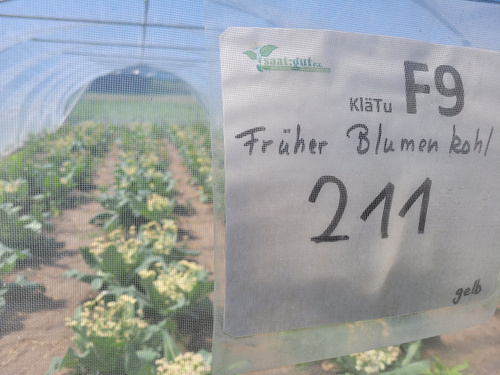 saat:gut e.V.
KläTu F9
Früher Blumenkohl
211
gelb